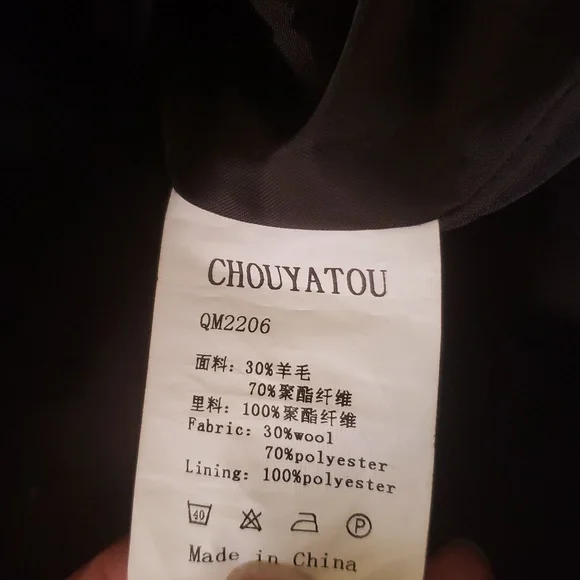 CHOUYATOU
QM2206
面料: 30%羊毛
70%聚酯纤维
里料: 100%聚酯纤维
Fabric: 30%wool
70%polyester
Lining: 100%polyester
40 P
Made in China